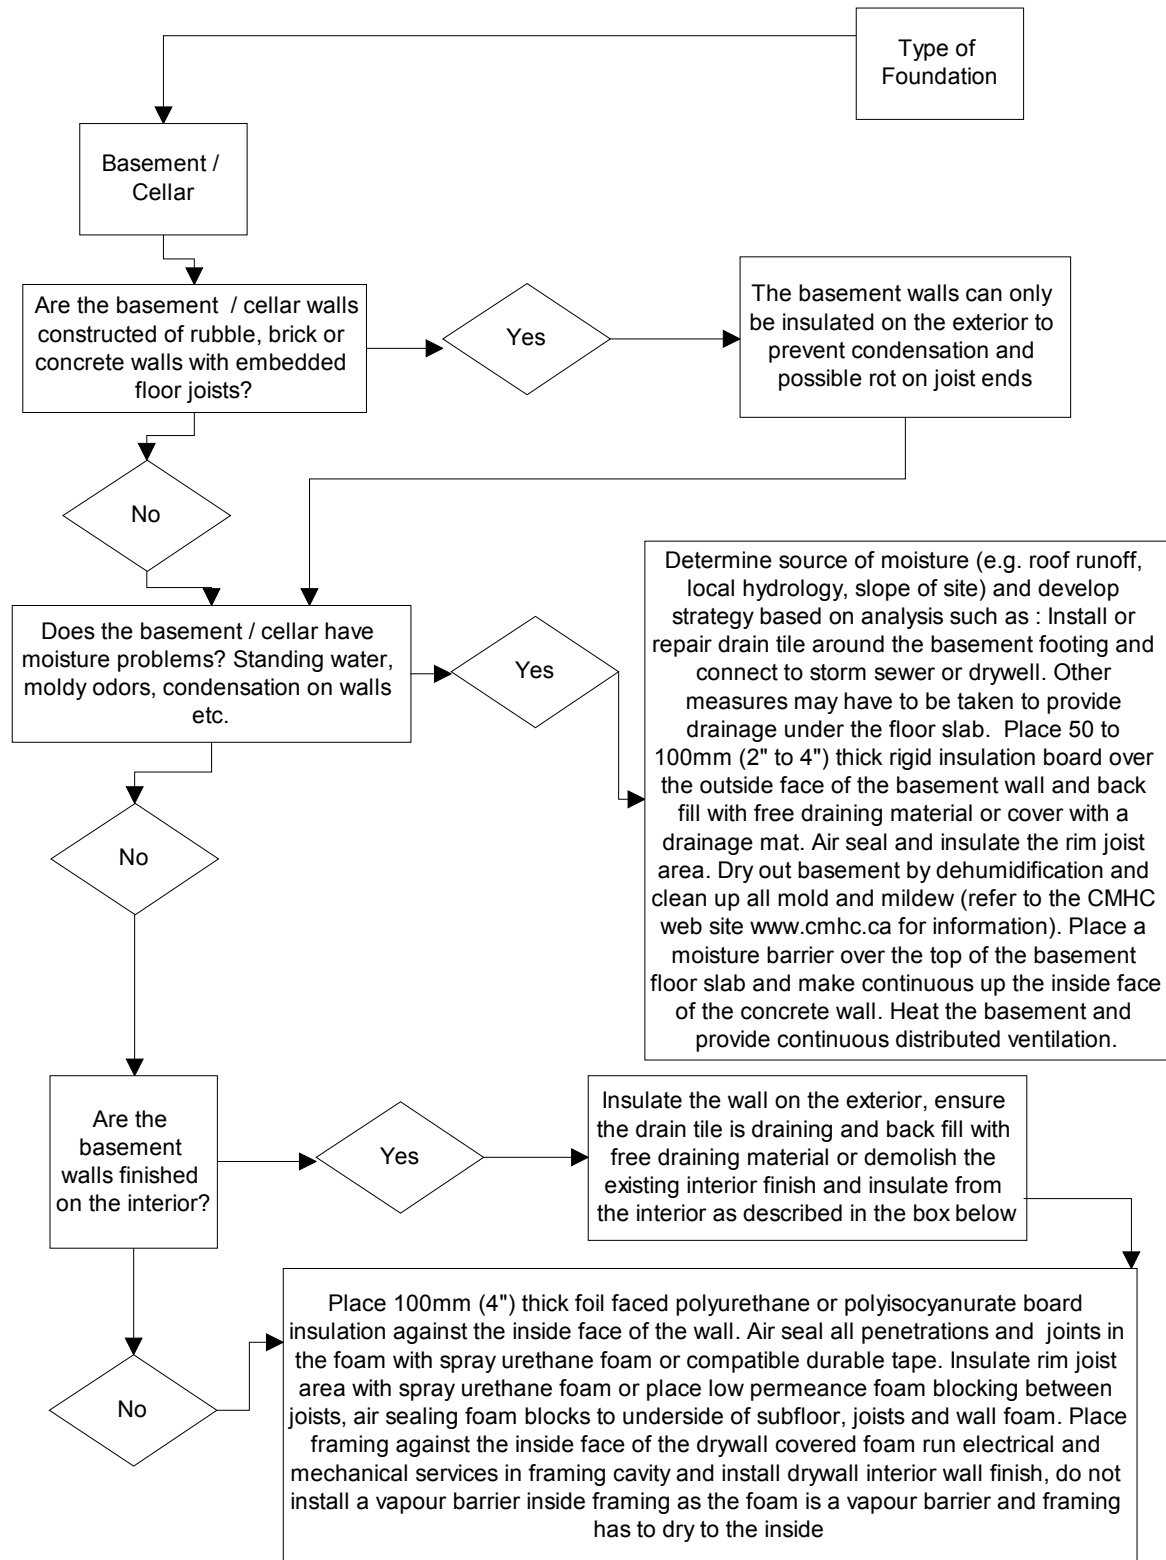 Type of
Foundation
Basement /
Cellar
Are the basement / cellar walls
constructed of rubble, brick or
concrete walls with embedded
floor joists?
Yes
The basement walls can only
be insulated on the exterior to
prevent condensation and
possible rot on joist ends
No
Does the basement / cellar have
moisture problems? Standing water,
moldy odors, condensation on walls
etc.
Yes
Determine source of moisture (e.g. roof runoff,
local hydrology, slope of site) and develop
strategy based on analysis such as : Install or
repair drain tile around the basement footing and
connect to storm sewer or drywell. Other
measures may have to be taken to provide
drainage under the floor slab. Place 50 to
100mm (2" to 4") thick rigid insulation board over
the outside face of the basement wall and back
fill with free draining material or cover with a
drainage mat. Air seal and insulate the rim joist
area. Dry out basement by dehumidification and
clean up all mold and mildew (refer to the CMHC
web site www.cmhc.ca for information). Place a
moisture barrier over the top of the basement
floor slab and make continuous up the inside face
of the concrete wall. Heat the basement and
provide continuous distributed ventilation.
No
Are the
basement
walls finished
on the interior?
Yes
Insulate the wall on the exterior, ensure
the drain tile is draining and back fill with
free draining material or demolish the
existing interior finish and insulate from
the interior as described in the box below
No
Place 100mm (4") thick foil faced polyurethane or polyisocyanurate board
insulation against the inside face of the wall. Air seal all penetrations and joints in
the foam with spray urethane foam or compatible durable tape. Insulate rim joist
area with spray urethane foam or place low permeance foam blocking between
joists, air sealing foam blocks to underside of subfloor, joists and wall foam. Place
framing against the inside face of the drywall covered foam run electrical and
mechanical services in framing cavity and install drywall interior wall finish, do not
install a vapour barrier inside framing as the foam is a vapour barrier and framing
has to dry to the inside